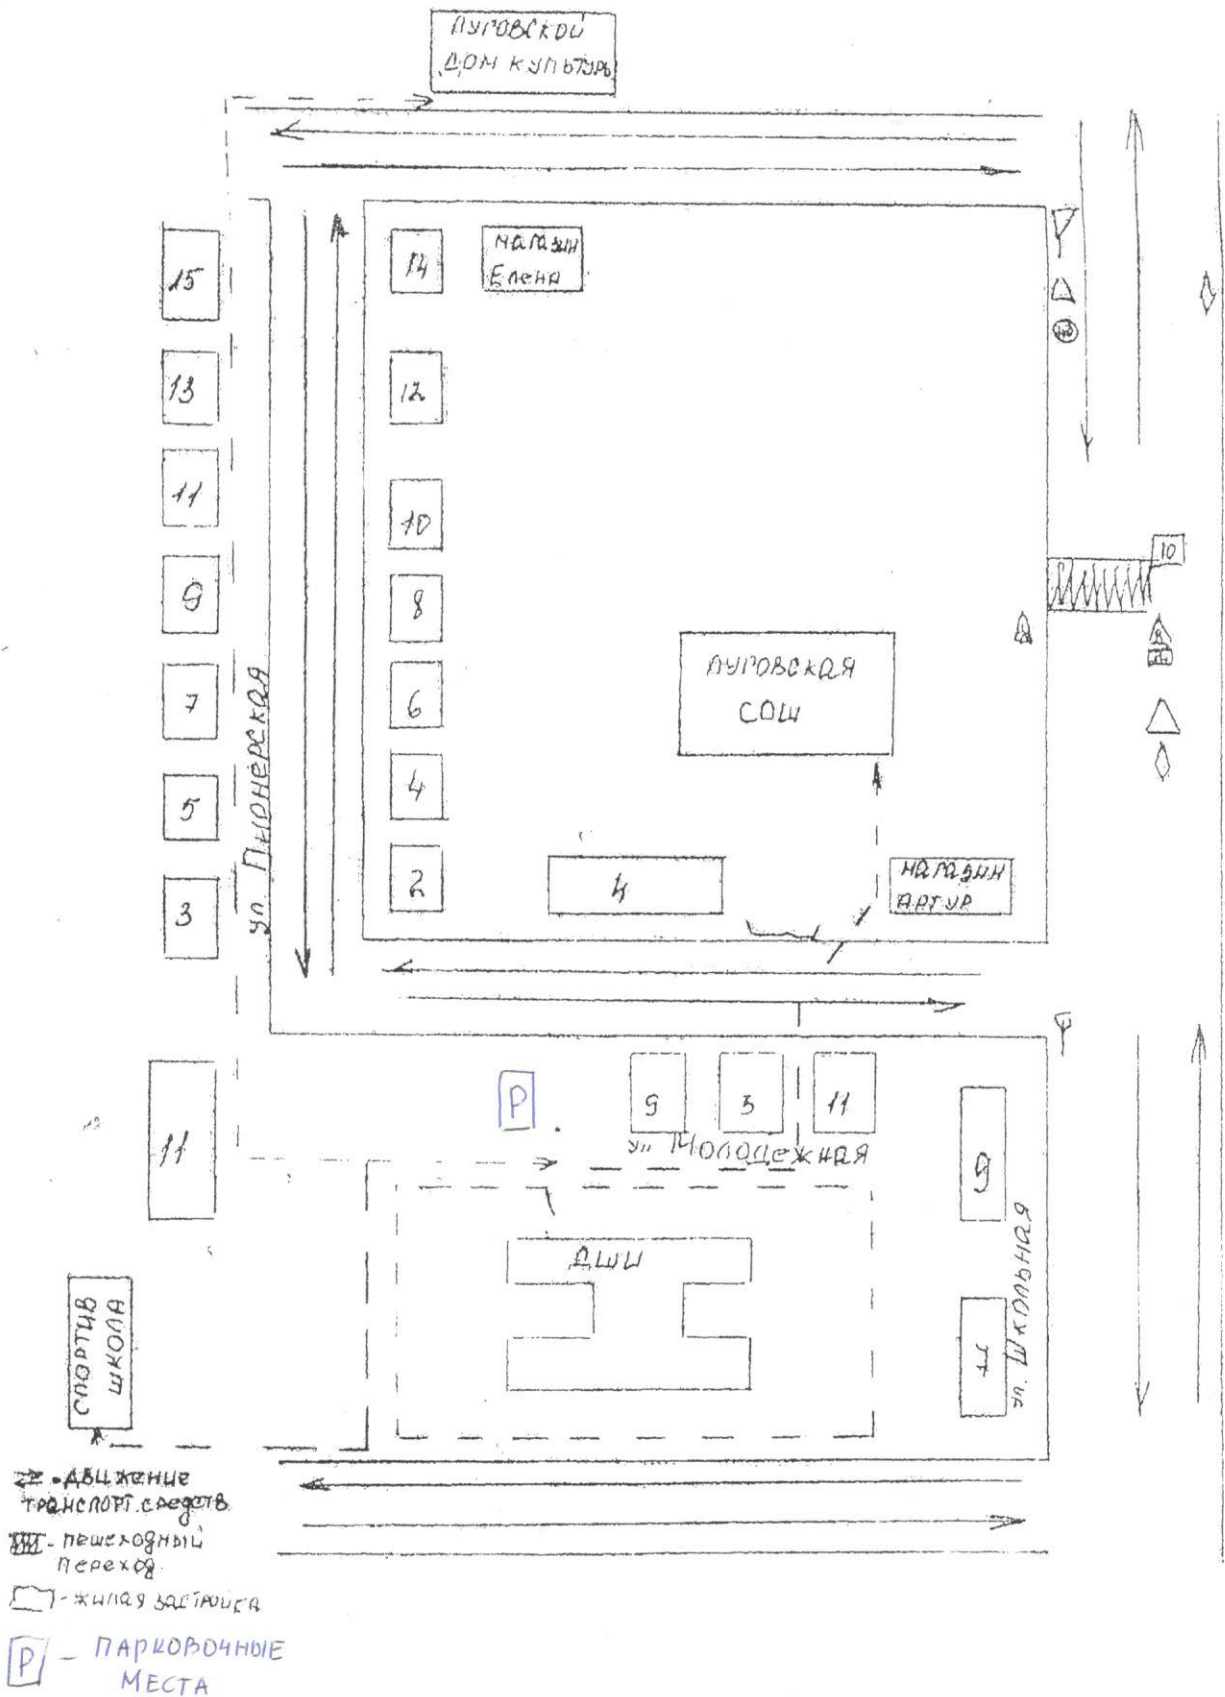 ЛУГОВСКОЙ
ДОМ КУЛЬТУРЫ
15
14
магазин
Елена
13
12
11
10
10
9
8
ЛУГОВСКАЯ
СОШ
7
6
ул. Пионерская
5
4
3
2
4
магазин
АРТУР
P
9
3
11
11
ул Молодежная
9
ДШИ
ул. Школьная
СПОРТИВ
ШКОЛА
- ДВИЖЕНИЕ
ТРАНСПОРТ. СРЕДСТВ
- пешеходный
переход.
- жилая застройка
P - ПАРКОВОЧНЫЕ
МЕСТА